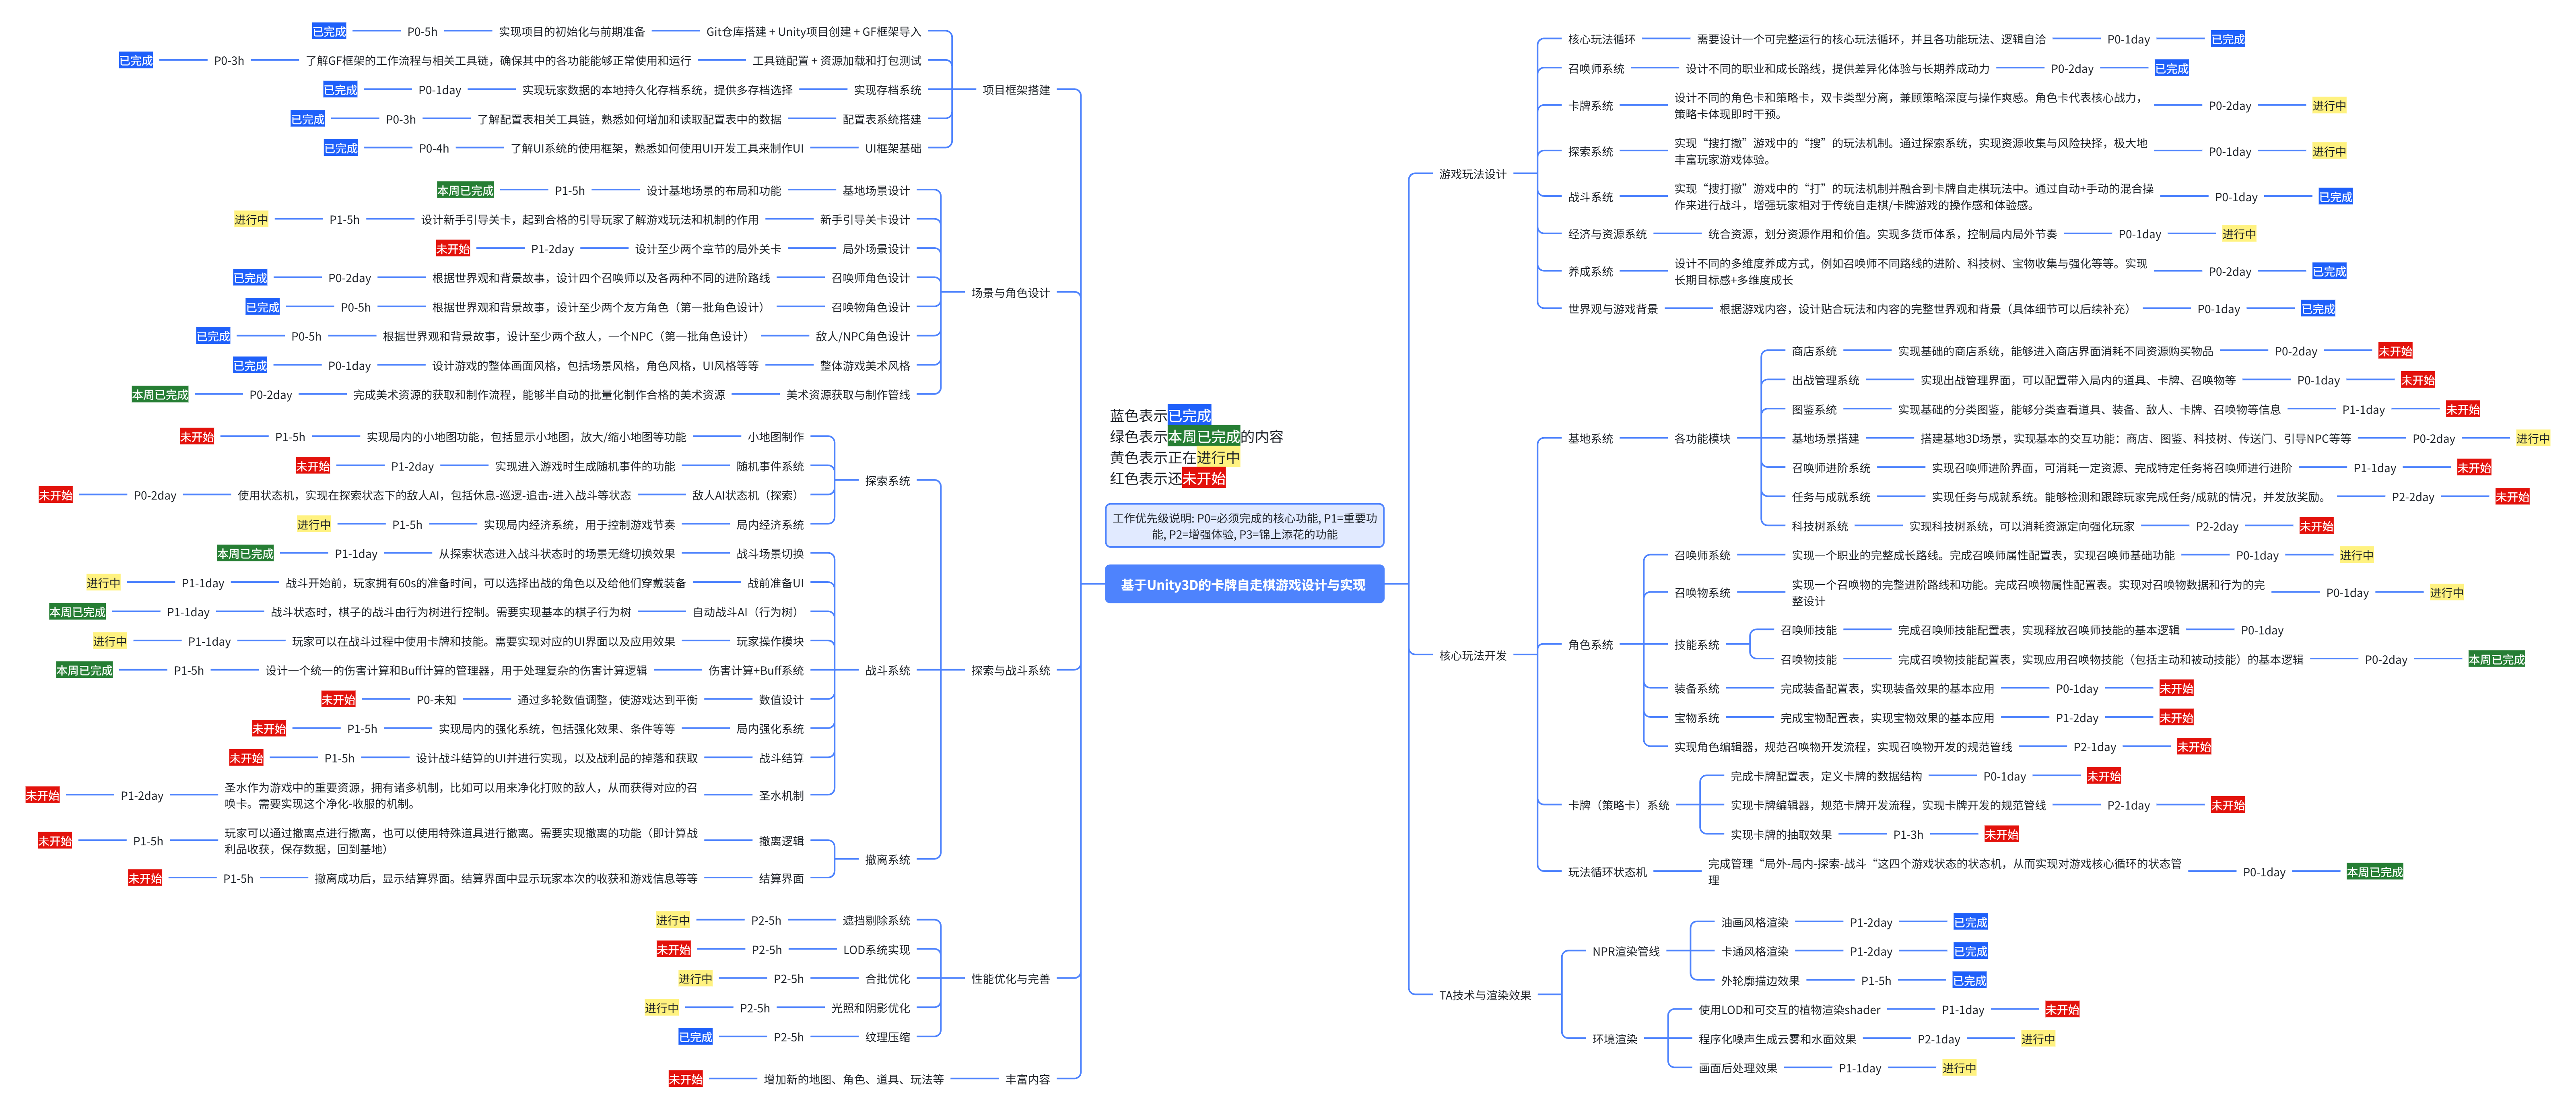 蓝色表示已完成
绿色表示本周已完成的内容
黄色表示正在进行中
红色表示还未开始
工作优先级说明: P0=必须完成的核心功能, P1=重要功
能, P2=增强体验, P3=锦上添花的功能
基于Unity3D的卡牌自走棋游戏设计与实现
游戏玩法设计
核心玩法循环 需要设计一个可完整运行的核心玩法循环，并且各功能玩法、逻辑自洽 P0-1day 已完成
召唤师系统 设计不同的职业和成长路线，提供差异化体验与长期养成动力 P0-2day 已完成
卡牌系统 设计不同的角色卡和策略卡，双卡类型分离，兼顾策略深度与操作爽感。角色卡代表核心战力，
策略卡体现即时干预。 P0-2day 进行中
探索系统 实现“搜打撤”游戏中的“搜”的玩法机制。通过探索系统，实现资源收集与风险抉择，极大地
丰富玩家游戏体验。 P0-1day 进行中
战斗系统 实现“搜打撤”游戏中的“打”的玩法机制并融合到卡牌自走棋玩法中。通过自动+手动的混合操
作来进行战斗，增强玩家相对于传统自走棋/卡牌游戏的操作感和体验感。 P0-1day 已完成
经济与资源系统 统合资源，划分资源作用和价值。实现多货币体系，控制局内局外节奏 P0-1day 进行中
养成系统 设计不同的多维度养成方式，例如召唤师不同路线的进阶、科技树、宝物收集与强化等等。实现
长期目标感+多维度成长 P0-2day 已完成
世界观与游戏背景 根据游戏内容，设计贴合玩法和内容的完整世界观和背景（具体细节可以后续补充） P0-1day 已完成
核心玩法开发
基地系统 各功能模块
商店系统 实现基础的商店系统，能够进入商店界面消耗不同资源购买物品 P0-2day 未开始
出战管理系统 实现出战管理界面，可以配置带入局内的道具、卡牌、召唤物等 P0-1day 未开始
图鉴系统 实现基础的分类图鉴，能够分类查看道具、装备、敌人、卡牌、召唤物等信息 P1-1day 未开始
基地场景搭建 搭建基地3D场景，实现基本的交互功能：商店、图鉴、科技树、传送门、引导NPC等等 P0-2day 进行中
召唤师进阶系统 实现召唤师进阶界面，可消耗一定资源、完成特定任务将召唤师进行进阶 P1-1day 未开始
任务与成就系统 实现任务与成就系统。能够检测和跟踪玩家完成任务/成就的情况，并发放奖励。 P2-2day 未开始
科技树系统 实现科技树系统，可以消耗资源定向强化玩家 P2-2day 未开始
角色系统
召唤师系统 实现一个职业的完整成长路线。完成召唤师属性配置表，实现召唤师基础功能 P0-1day 进行中
召唤物系统 实现一个召唤物的完整进阶路线和功能。完成召唤物属性配置表。实现对召唤物数据和行为的完
整设计 P0-1day 进行中
技能系统
召唤师技能 完成召唤师技能配置表，实现释放召唤师技能的基本逻辑 P0-1day
召唤物技能 完成召唤物技能配置表，实现应用召唤物技能（包括主动和被动技能）的基本逻辑 P0-2day 本周已完成
装备系统 完成装备配置表，实现装备效果的基本应用 P0-1day 未开始
宝物系统 完成宝物配置表，实现宝物效果的基本应用 P1-2day 未开始
实现角色编辑器，规范召唤物开发流程，实现召唤物开发的规范管线 P2-1day 未开始
卡牌（策略卡）系统
完成卡牌配置表，定义卡牌的数据结构 P0-1day 未开始
实现卡牌编辑器，规范卡牌开发流程，实现卡牌开发的规范管线 P2-1day 未开始
实现卡牌的抽取效果 P1-3h 未开始
玩法循环状态机 完成管理“局外-局内-探索-战斗“这四个游戏状态的状态机，从而实现对游戏核心循环的状态管
理 P0-1day 本周已完成
TA技术与渲染效果
NPR渲染管线
油画风格渲染 P1-2day 已完成
卡通风格渲染 P1-2day 已完成
外轮廓描边效果 P1-5h 已完成
环境渲染
使用LOD和可交互的植物渲染shader P1-1day 未开始
程序化噪声生成云雾和水面效果 P2-1day 进行中
画面后处理效果 P1-1day 进行中
项目框架搭建
已完成 P0-5h 实现项目的初始化与前期准备 Git仓库搭建 + Unity项目创建 + GF框架导入
已完成 P0-3h 了解GF框架的工作流程与相关工具链，确保其中的各功能能够正常使用和运行 工具链配置 + 资源加载和打包测试
已完成 P0-1day 实现玩家数据的本地持久化存档系统，提供多存档选择 实现存档系统
已完成 P0-3h 了解配置表相关工具链，熟悉如何增加和读取配置表中的数据 配置表系统搭建
已完成 P0-4h 了解UI系统的使用框架，熟悉如何使用UI开发工具来制作UI UI框架基础
场景与角色设计
本周已完成 P1-5h 设计基地场景的布局和功能 基地场景设计
进行中 P1-5h 设计新手引导关卡，起到合格的引导玩家了解游戏玩法和机制的作用 新手引导关卡设计
未开始 P1-2day 设计至少两个章节的局外关卡 局外场景设计
已完成 P0-2day 根据世界观和背景故事，设计四个召唤师以及各两种不同的进阶路线 召唤师角色设计
已完成 P0-5h 根据世界观和背景故事，设计至少两个友方角色（第一批角色设计） 召唤物角色设计
已完成 P0-5h 根据世界观和背景故事，设计至少两个敌人，一个NPC（第一批角色设计） 敌人/NPC角色设计
已完成 P0-1day 设计游戏的整体画面风格，包括场景风格，角色风格，UI风格等等 整体游戏美术风格
本周已完成 P0-2day 完成美术资源的获取和制作流程，能够半自动的批量化制作合格的美术资源 美术资源获取与制作管线
探索与战斗系统
探索系统
未开始 P1-5h 实现局内的小地图功能，包括显示小地图，放大/缩小地图等功能 小地图制作
未开始 P1-2day 实现进入游戏时生成随机事件的功能 随机事件系统
未开始 P0-2day 使用状态机，实现在探索状态下的敌人AI，包括休息-巡逻-追击-进入战斗等状态 敌人AI状态机（探索）
进行中 P1-5h 实现局内经济系统，用于控制游戏节奏 局内经济系统
战斗系统
本周已完成 P1-1day 从探索状态进入战斗状态时的场景无缝切换效果 战斗场景切换
进行中 P1-1day 战斗开始前，玩家拥有60s的准备时间，可以选择出战的角色以及给他们穿戴装备 战前准备UI
本周已完成 P1-1day 战斗状态时，棋子的战斗由行为树进行控制。需要实现基本的棋子行为树 自动战斗AI（行为树）
进行中 P1-1day 玩家可以在战斗过程中使用卡牌和技能。需要实现对应的UI界面以及应用效果 玩家操作模块
本周已完成 P1-5h 设计一个统一的伤害计算和Buff计算的管理器，用于处理复杂的伤害计算逻辑 伤害计算+Buff系统
未开始 P0-未知 通过多轮数值调整，使游戏达到平衡 数值设计
未开始 P1-5h 实现局内的强化系统，包括强化效果、条件等等 局内强化系统
未开始 P1-5h 设计战斗结算的UI并进行实现，以及战利品的掉落和获取 战斗结算
未开始 P1-2day 圣水作为游戏中的重要资源，拥有诸多机制，比如可以用来净化打败的敌人，从而获得对应的召
唤卡。需要实现这个净化-收服的机制。 圣水机制
撤离系统
未开始 P1-5h 玩家可以通过撤离点进行撤离，也可以使用特殊道具进行撤离。需要实现撤离的功能（即计算战
利品收获，保存数据，回到基地） 撤离逻辑
未开始 P1-5h 撤离成功后，显示结算界面。结算界面中显示玩家本次的收获和游戏信息等等 结算界面
性能优化与完善
进行中 P2-5h 遮挡剔除系统
未开始 P2-5h LOD系统实现
进行中 P2-5h 合批优化
进行中 P2-5h 光照和阴影优化
已完成 P2-5h 纹理压缩
未开始 增加新的地图、角色、道具、玩法等 丰富内容